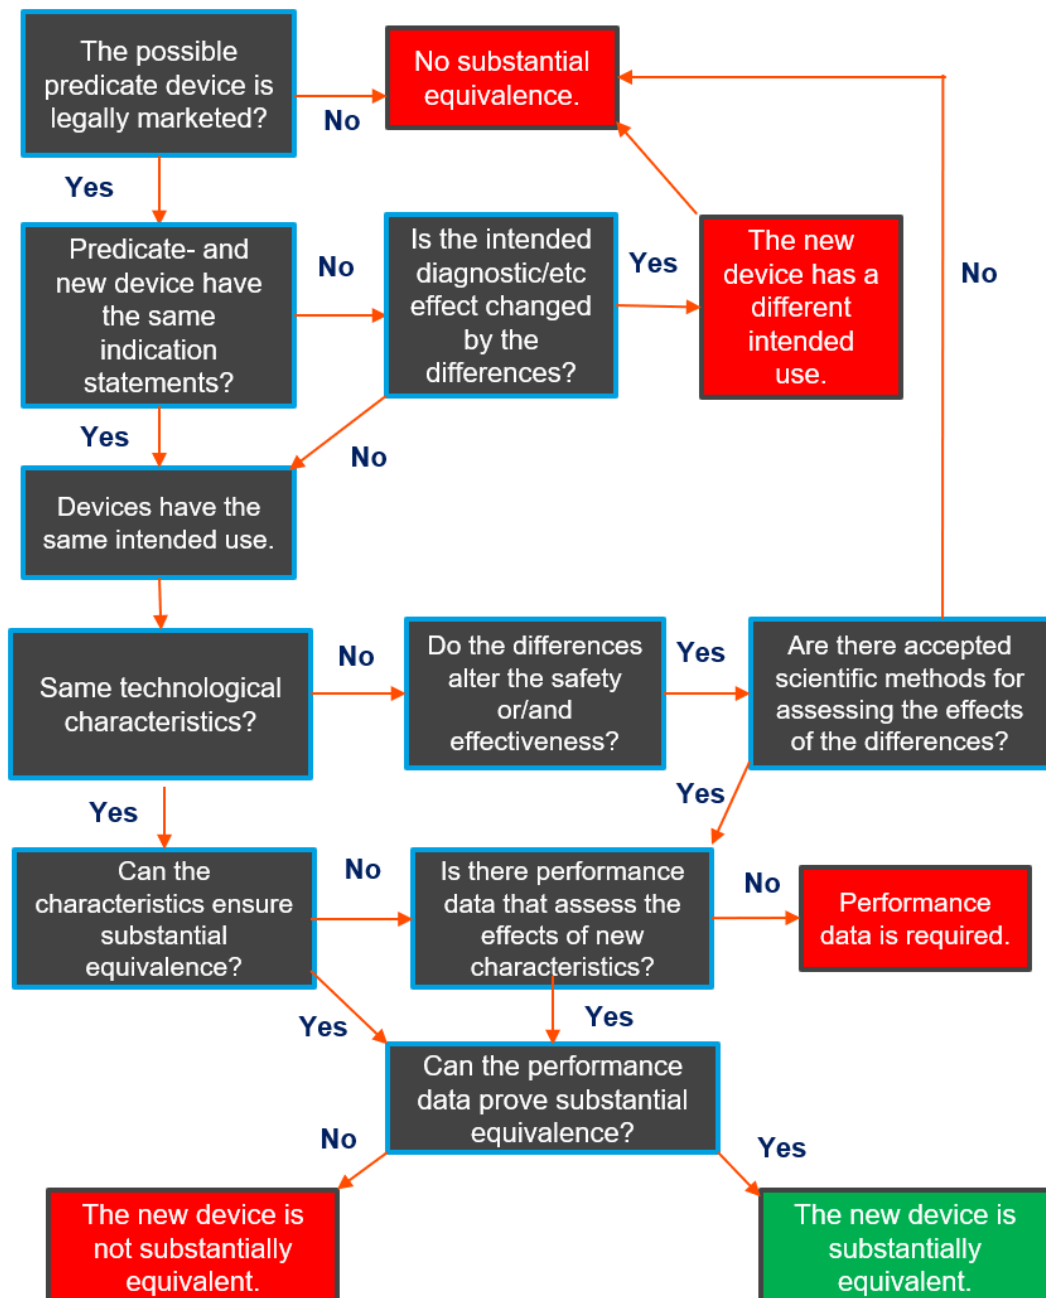 The possible
predicate device is
legally marketed?
No
No substantial
equivalence.
Yes
Predicate- and
new device have
the same
indication
statements?
No
Is the intended
diagnostic/etc
effect changed
by the
differences?
Yes
The new
device has a
different
intended
use.
No
Yes
No
Devices have the
same intended use.
Same technological
characteristics?
No
Do the differences
alter the safety
or/and
effectiveness?
Yes
Are there accepted
scientific methods for
assessing the effects
of the differences?
Yes
Yes
Can the
characteristics ensure
substantial
equivalence?
No
Is there performance
data that assess the
effects of new
characteristics?
No
Performance
data is required.
Yes
Yes
Can the performance
data prove substantial
equivalence?
No
Yes
The new device is
not substantially
equivalent.
The new device is
substantially
equivalent.